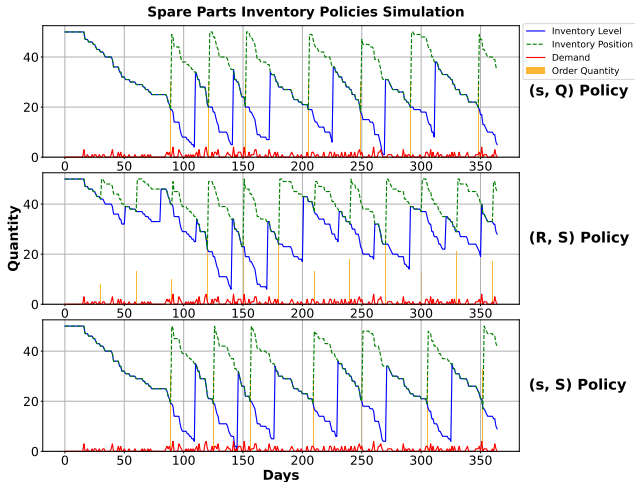 Spare Parts Inventory Policies Simulation
Inventory Level
Inventory Position
Demand
Order Quantity
40
20
0
0 50 100 150 200 250 300 350
(s, Q) Policy
40
20
0
0 50 100 150 200 250 300 350
(R, S) Policy
Quantity
40
20
0
0 50 100 150 200 250 300 350
(s, S) Policy
Days